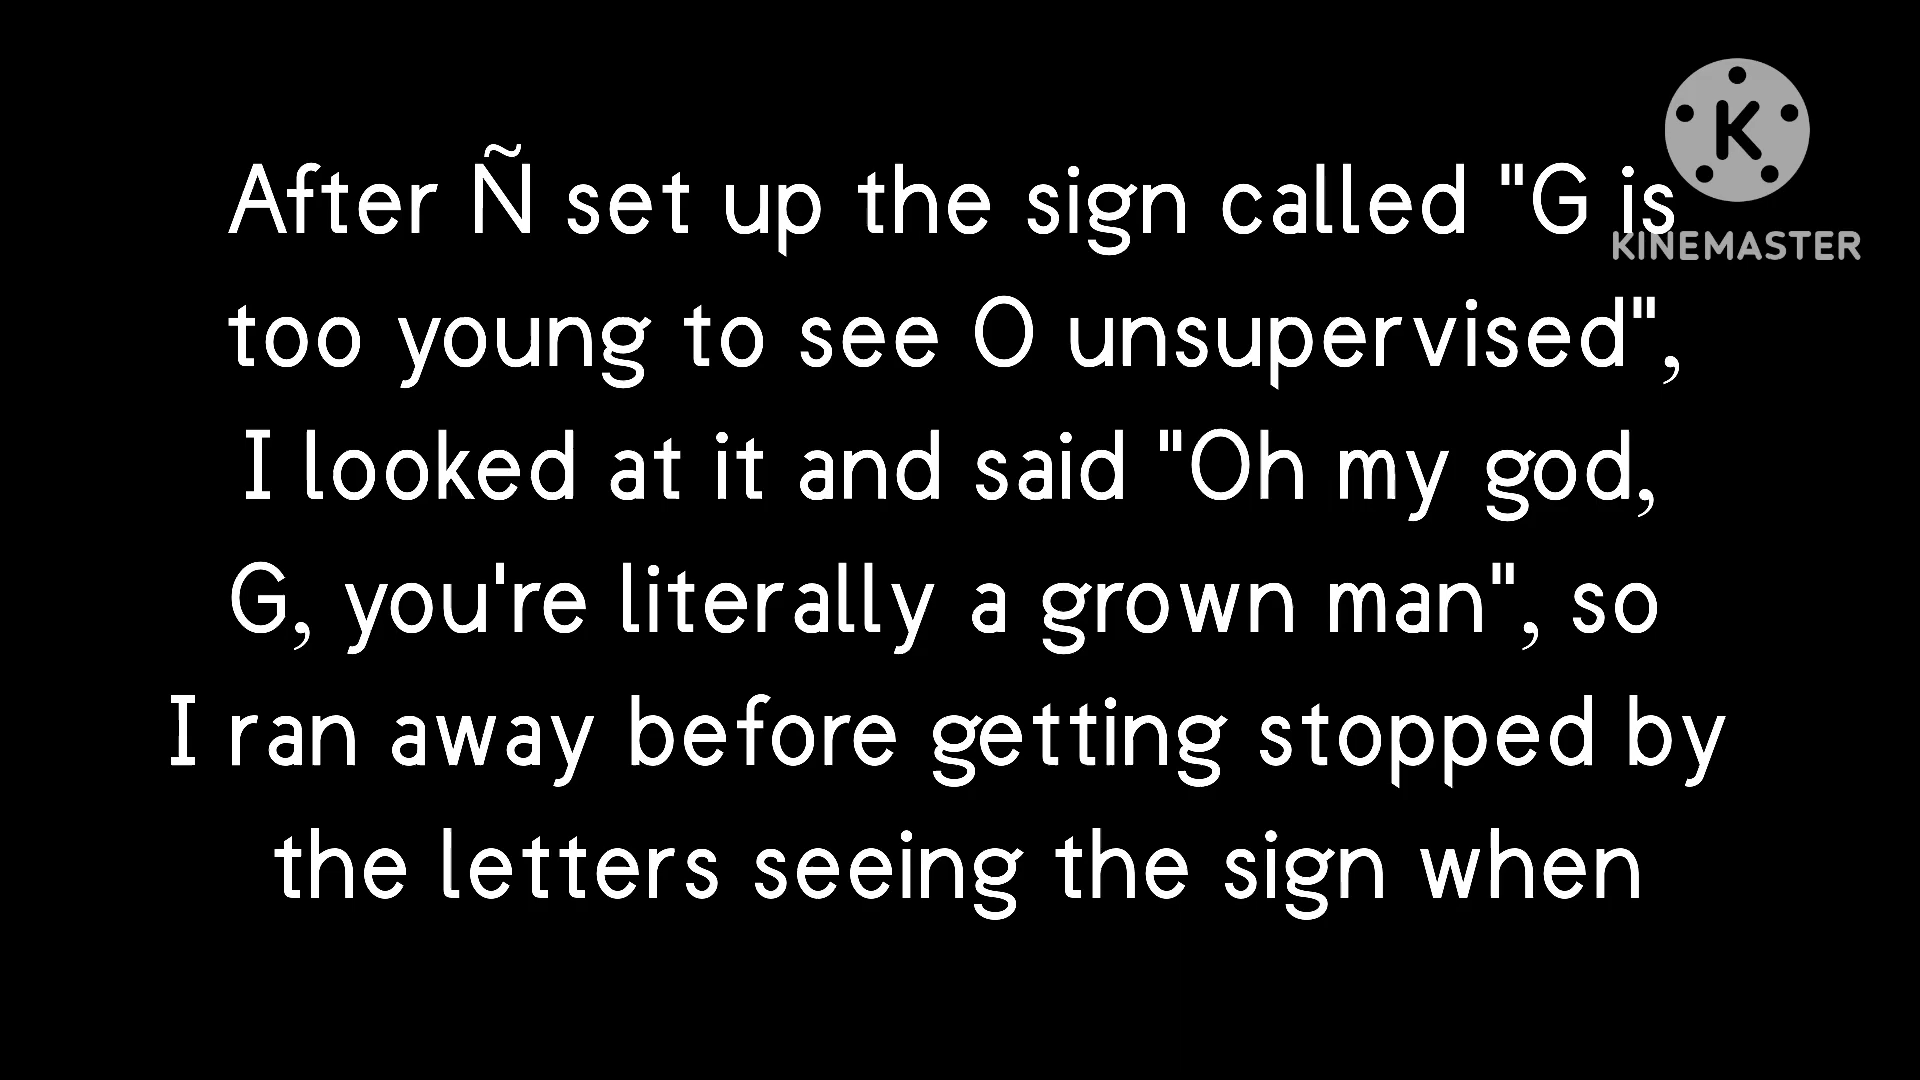 After Ñ set up the sign called "G is
too young to see O unsupervised",
I looked at it and said "Oh my god,
G, you're literally a grown man", so
I ran away before getting stopped by
the letters seeing the sign when
K
KINEMASTER